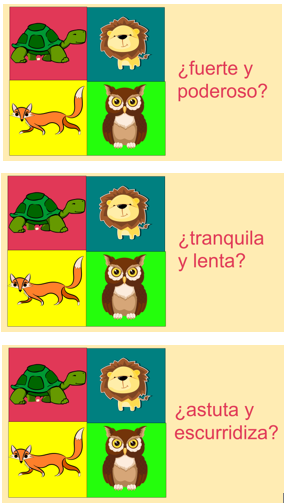 ¿fuerte y
poderoso?
¿tranquila
y lenta?
¿astuta y
escurridiza?